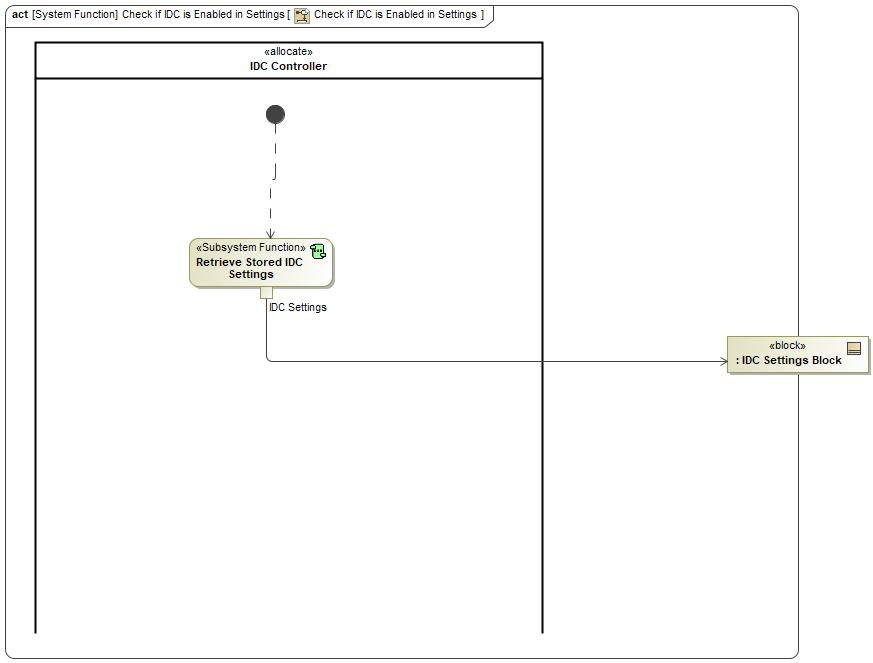 act [System Function] Check if IDC is Enabled in Settings [ Check if IDC is Enabled in Settings ]
«allocate»
IDC Controller
«Subsystem Function»
Retrieve Stored IDC
Settings
IDC Settings
«block»
: IDC Settings Block